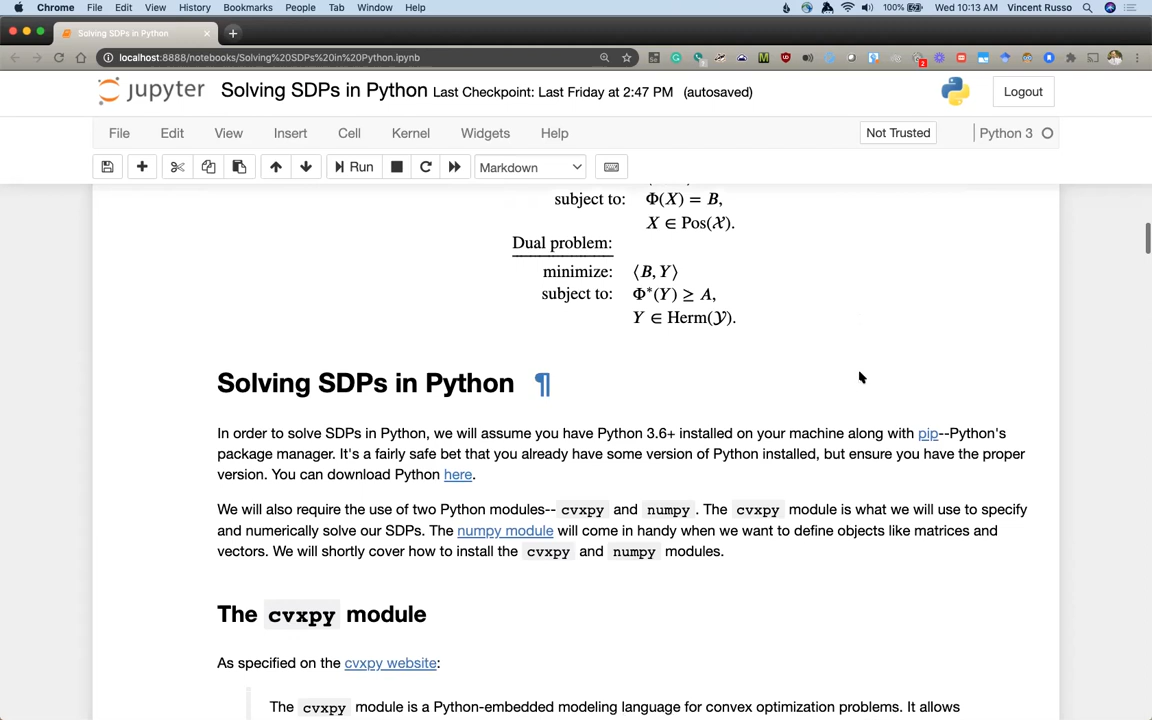 Chrome File Edit View History Bookmarks People Tab Window Help 100% Wed 10:13 AM Vincent Russo
Solving SDPs in Python
localhost:8888/notebooks/Solving%20SDPs%20in%20Python.ipynb
jupyter Solving SDPs in Python Last Checkpoint: Last Friday at 2:47 PM (autosaved) Logout
File Edit View Insert Cell Kernel Widgets Help Not Trusted Python 3
Run Markdown
subject to: Φ(X) = B,
X ∈ Pos(𝒳).
Dual problem:
minimize: ⟨B, Y⟩
subject to: Φ*(Y) ≥ A,
Y ∈ Herm(𝒴).
Solving SDPs in Python ¶
In order to solve SDPs in Python, we will assume you have Python 3.6+ installed on your machine along with pip--Python's
package manager. It's a fairly safe bet that you already have some version of Python installed, but ensure you have the proper
version. You can download Python here.
We will also require the use of two Python modules-- cvxpy and numpy . The cvxpy module is what we will use to specify
and numerically solve our SDPs. The numpy module will come in handy when we want to define objects like matrices and
vectors. We will shortly cover how to install the cvxpy and numpy modules.
The cvxpy module
As specified on the cvxpy website:
The cvxpy module is a Python-embedded modeling language for convex optimization problems. It allows